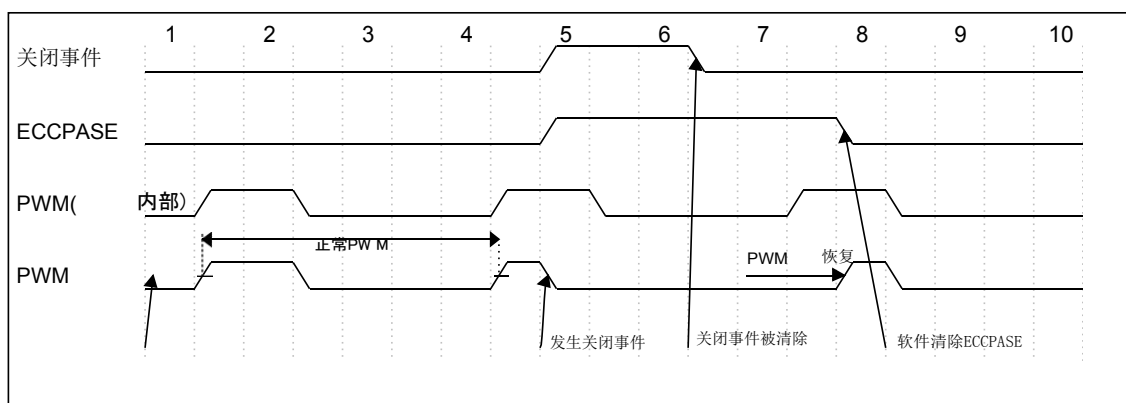 1 2 3 4 5 6 7 8 9 10
关闭事件
ECCPASE
PWM( 内部)
正常PW M
PWM
PWM 恢复
发生关闭事件
关闭事件被清除
软件清除ECCPASE